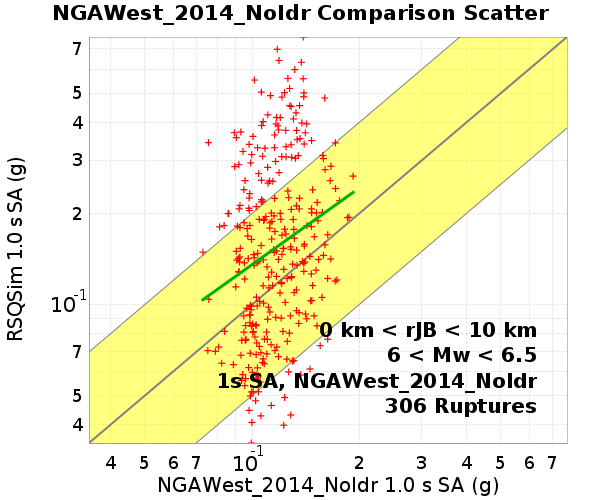 NGAWest_2014_NoIdr Comparison Scatter
RSQSim 1.0 s SA (g)
7
5
4
3
2
10-1
7
5
4
0 km < rJB < 10 km
6 < Mw < 6.5
1s SA, NGAWest_2014_NoIdr
306 Ruptures
4 5 6 7 10-1 2 3 4 5 6 7
NGAWest_2014_NoIdr 1.0 s SA (g)